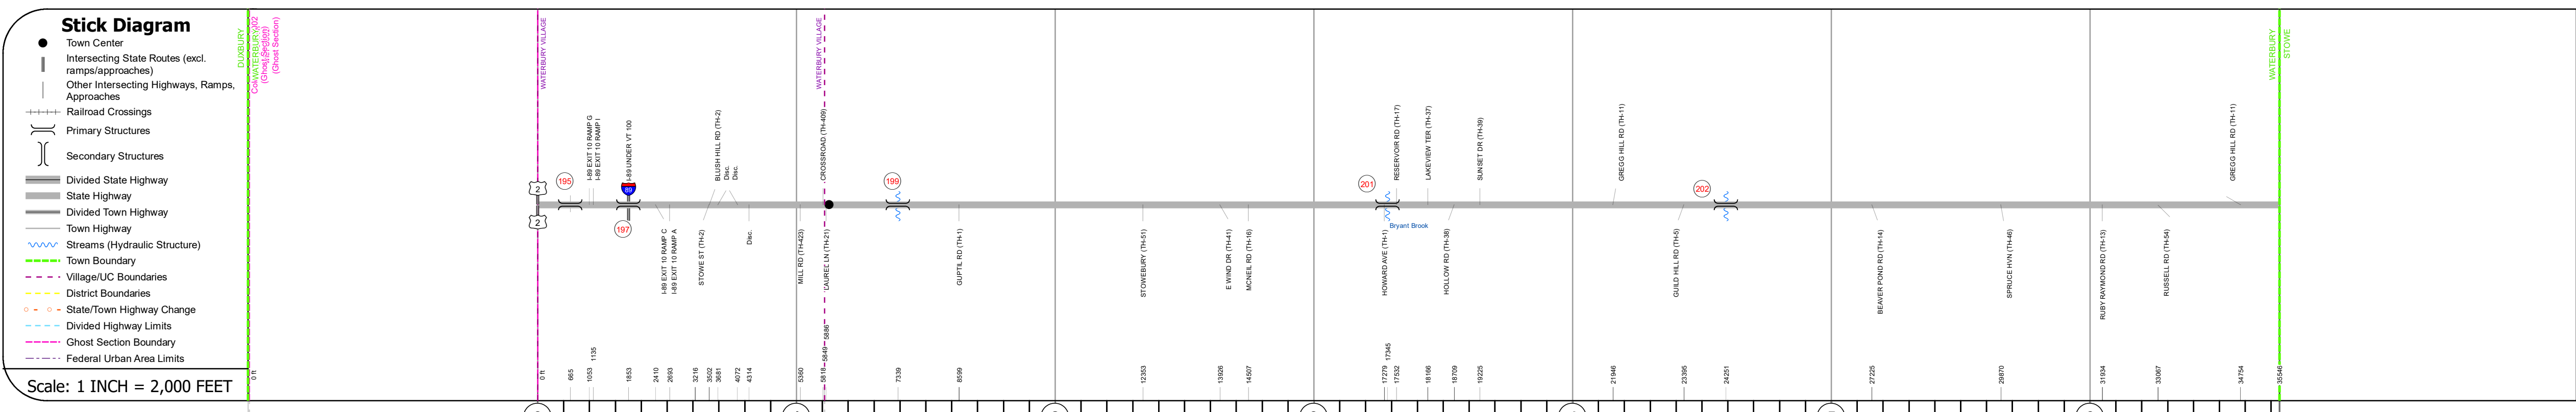 Stick Diagram
Town Center
Intersecting State Routes (excl.
ramps/approaches)
Other Intersecting Highways, Ramps,
Approaches
Railroad Crossings
Primary Structures
Secondary Structures
Divided State Highway
State Highway
Divided Town Highway
Town Highway
Streams (Hydraulic Structure)
Town Boundary
Village/UC Boundaries
District Boundaries
State/Town Highway Change
Divided Highway Limits
Ghost Section Boundary
Federal Urban Area Limits
Scale: 1 INCH = 2,000 FEET
DUXBURY
WATERBURY
(Ghost Section)
(Ghost Section)
WATERBURY VILLAGE
WATERBURY VILLAGE
WATERBURY
STOWE
I-89 EXIT 10 RAMP G
I-89 EXIT 10 RAMP I
I-89 UNDER VT 100
BLUSH HILL RD (TH-2)
Disc.
Disc.
CROSSROAD (TH-409)
RESERVOIR RD (TH-17)
LAKEVIEW TER (TH-37)
SUNSET DR (TH-39)
GREGG HILL RD (TH-11)
GREGG HILL RD (TH-11)
195
199
201
202
89
2
2
197
Bryant Brook
I-89 EXIT 10 RAMP C
I-89 EXIT 10 RAMP A
STOWE ST (TH-2)
Disc.
MILL RD (TH-423)
LAUREL LN (TH-21)
GUPTIL RD (TH-1)
STOWEBURY (TH-51)
E WIND DR (TH-41)
MCNEIL RD (TH-16)
HOWARD AVE (TH-1)
HOLLOW RD (TH-38)
GUILD HILL RD (TH-5)
BEAVER POND RD (TH-14)
SPRUCE HVN (TH-46)
RUBY RAYMOND RD (TH-13)
RUSSELL RD (TH-54)
0 ft
0 ft
665
1053
1135
1853
2410
2693
3216
3502
3681
4072
4314
5360
5818
5849
5886
7339
8599
12353
13926
14507
17279
17345
17532
18166
18709
19225
21946
23395
24251
27225
29870
31934
33067
34754
35546